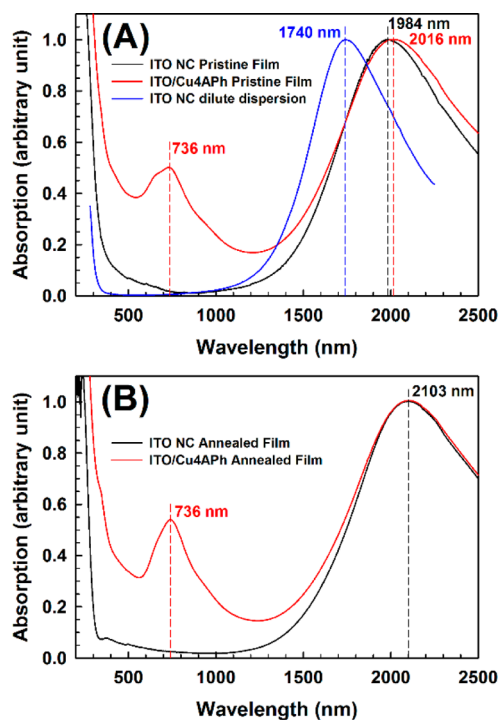 (A)
1740 nm
1984 nm
2016 nm
ITO NC Pristine Film
ITO/Cu4APh Pristine Film
ITO NC dilute dispersion
736 nm
Absorption (arbitrary unit)
1.0
0.8
0.6
0.4
0.2
0.0
500 1000 1500 2000 2500
Wavelength (nm)
(B)
2103 nm
ITO NC Annealed Film
ITO/Cu4APh Annealed Film
736 nm
Absorption (arbitrary unit)
1.0
0.8
0.6
0.4
0.2
0.0
500 1000 1500 2000 2500
Wavelength (nm)